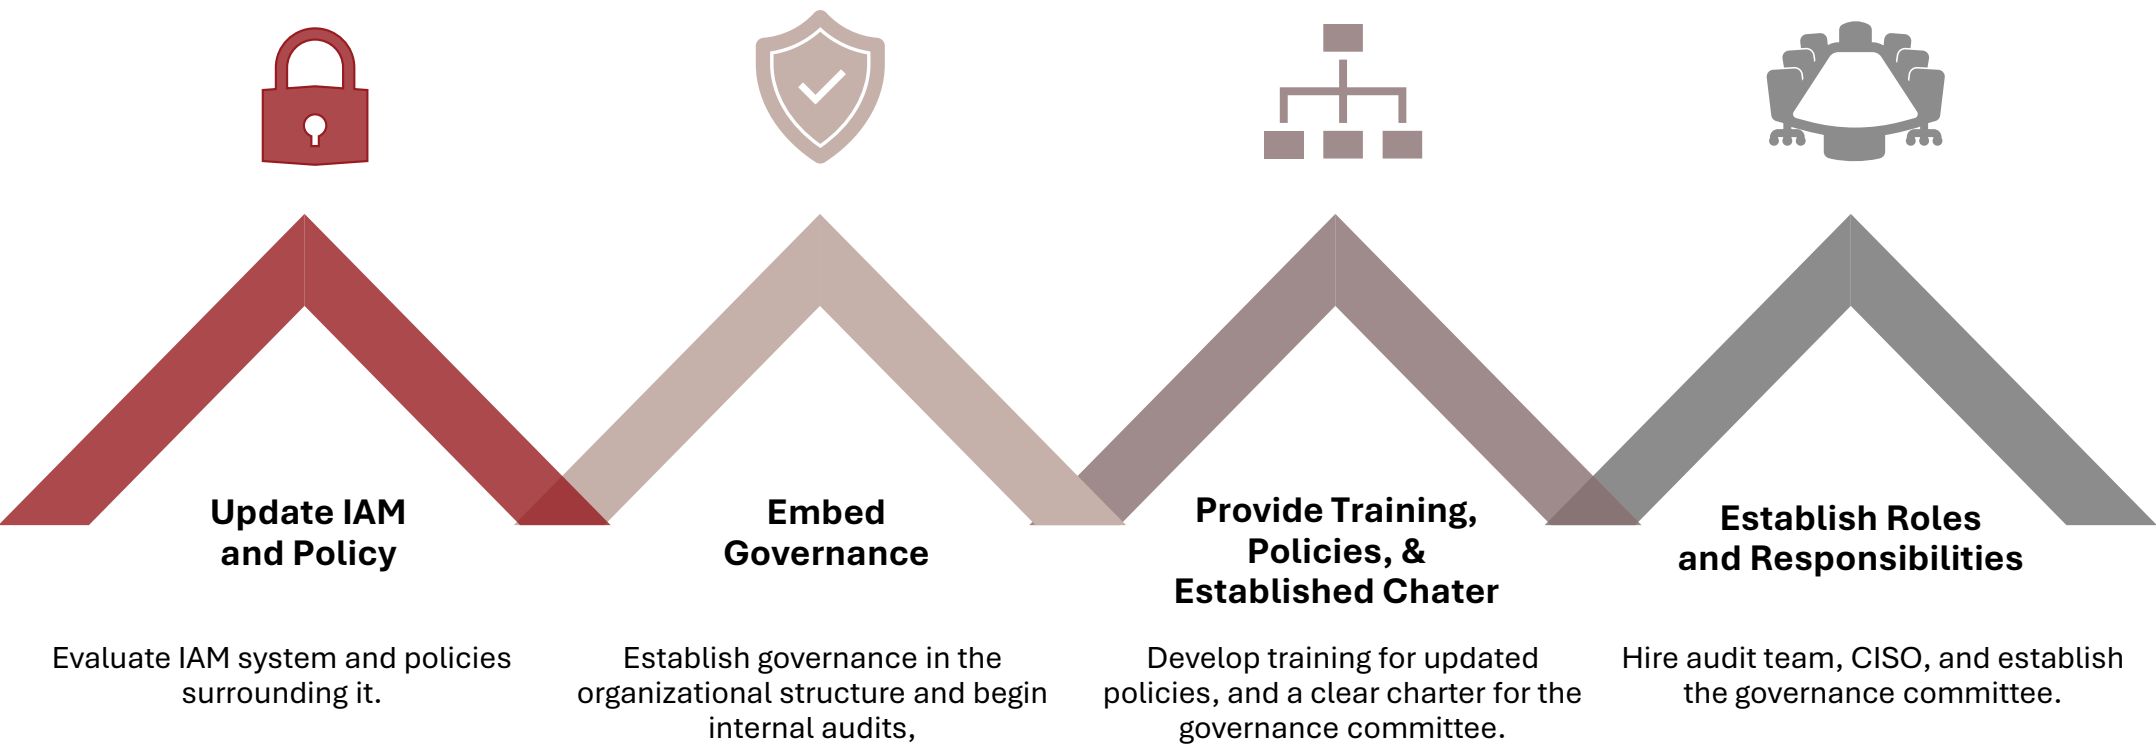 Update IAM
and Policy
Evaluate IAM system and policies
surrounding it.
Embed
Governance
Establish governance in the
organizational structure and begin
internal audits,
Provide Training,
Policies, &
Established Chater
Develop training for updated
policies, and a clear charter for the
governance committee.
Establish Roles
and Responsibilities
Hire audit team, CISO, and establish
the governance committee.